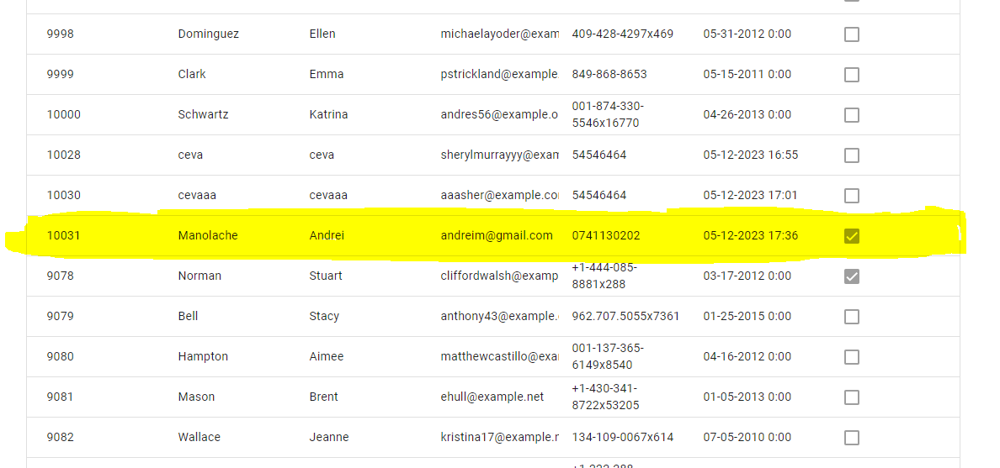 9998 Dominguez Ellen michaelayoder@exam 409-428-4297x469 05-31-2012 0:00
9999 Clark Emma pstrickland@example. 849-868-8653 05-15-2011 0:00
10000 Schwartz Katrina andres56@example.o 001-874-330-
5546x16770 04-26-2013 0:00
10028 ceva ceva sherylmurrayyy@exam 54546464 05-12-2023 16:55
10030 cevaaa cevaaa aaasher@example.co 54546464 05-12-2023 17:01
10031 Manolache Andrei andreim@gmail.com 0741130202 05-12-2023 17:36
9078 Norman Stuart cliffordwalsh@examp +1-444-085-
8881x288 03-17-2012 0:00
9079 Bell Stacy anthony43@example. 962.707.5055x7361 01-25-2015 0:00
9080 Hampton Aimee matthewcastillo@exa 001-137-365-
6149x8540 04-16-2012 0:00
9081 Mason Brent ehull@example.net +1-430-341-
8722x53205 01-05-2013 0:00
9082 Wallace Jeanne kristina17@example.r 134-109-0067x614 07-05-2010 0:00